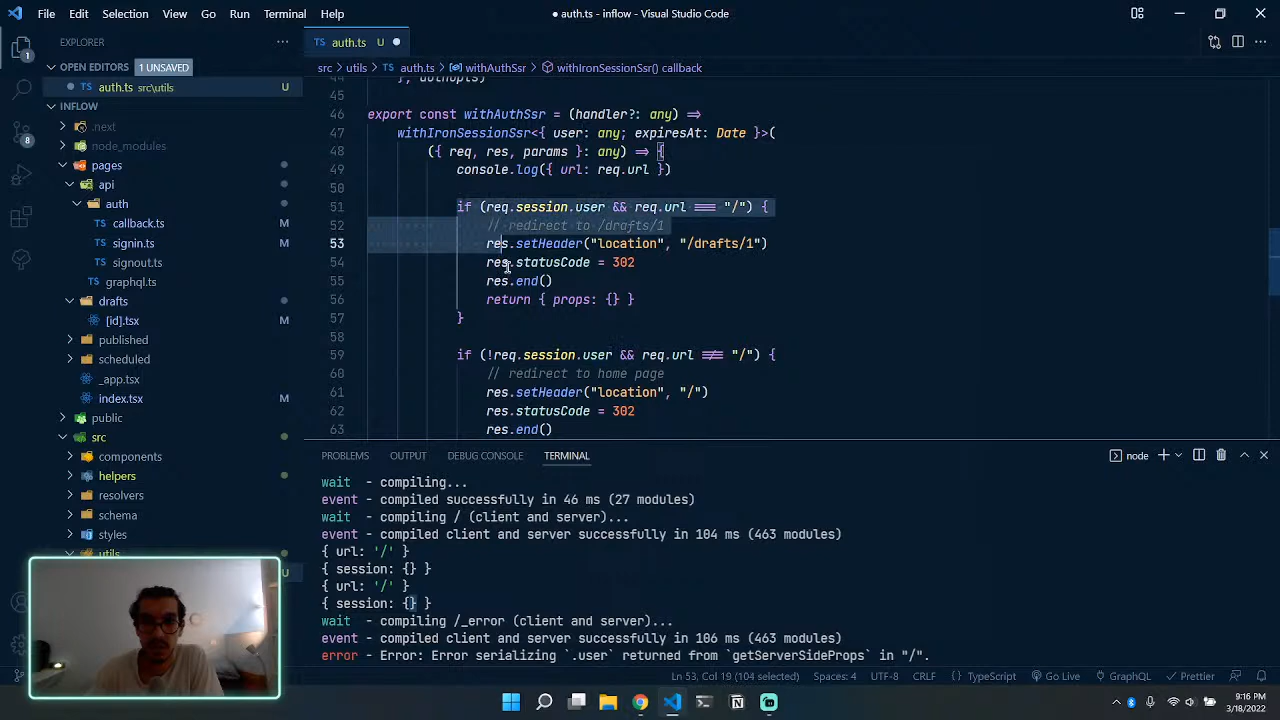 File Edit Selection View Go Run Terminal Help
auth.ts - inflow - Visual Studio Code
EXPLORER
OPEN EDITORS 1 UNSAVED
auth.ts src\utils U
INFLOW
.next
node_modules
pages
api
auth
callback.ts M
signin.ts M
signout.ts M
graphql.ts
drafts
[id].tsx M
published
scheduled
_app.tsx
index.tsx M
public
src
components
helpers
resolvers
schema
styles
utils
U
1
8
TS auth.ts U
src > utils > TS auth.ts > withAuthSsr > withIronSessionSsr() callback
44 }, authOpts)
45
46 export const withAuthSsr = (handler?: any) =>
47 withIronSessionSsr<{ user: any; expiresAt: Date }>(
48 ({ req, res, params }: any) => {
49 console.log({ url: req.url })
50
51 if (req.session.user && req.url === "/") {
52 // redirect to /drafts/1
53 res.setHeader("location", "/drafts/1")
54 res.statusCode = 302
55 res.end()
56 return { props: {} }
57 }
58
59 if (!req.session.user && req.url !== "/") {
60 // redirect to home page
61 res.setHeader("location", "/")
62 res.statusCode = 302
63 res.end()
PROBLEMS OUTPUT DEBUG CONSOLE TERMINAL
node
wait - compiling...
event - compiled successfully in 46 ms (27 modules)
wait - compiling / (client and server)...
event - compiled client and server successfully in 104 ms (463 modules)
{ url: '/' }
{ session: {} }
{ url: '/' }
{ session: {} }
wait - compiling /_error (client and server)...
event - compiled client and server successfully in 106 ms (463 modules)
error - Error: Error serializing `.user` returned from `getServerSideProps` in "/".
Ln 53, Col 19 (104 selected) Spaces: 4 UTF-8 CRLF TypeScript Go Live GraphQL Prettier
9:16 PM
3/18/2022